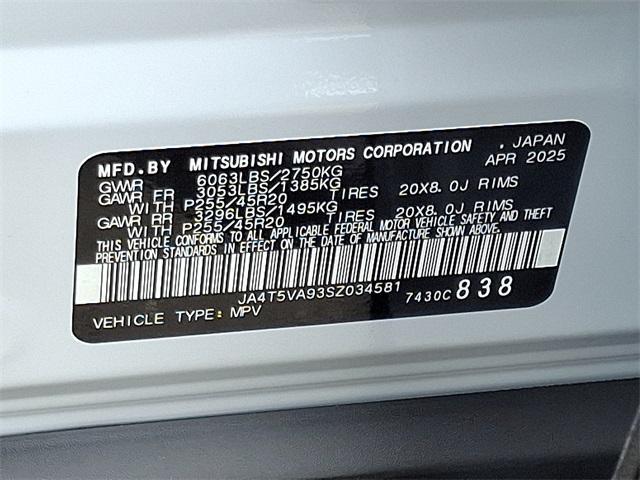 MFD.BY MITSUBISHI MOTORS CORPORATION , JAPAN
GWWR 6063LBS/2750KG APR 2025
GAWR FR 3053LBS/1385KG
WITH P255/45R20 TIRES 20X8.0J RIMS
GAWR RR 3296LBS/1495KG
WITH P255/45R20 TIRES 20X8.0J RIMS
THIS VEHICLE CONFORMS TO ALL APPLICABLE FEDERAL MOTOR VEHICLE SAFETY AND THEFT
PREVENTION STANDARDS IN EFFECT ON THE DATE OF MANUFACTURE SHOWN ABOVE.
JA4T5VA93SZ034581 7430C 838
VEHICLE TYPE: MPV